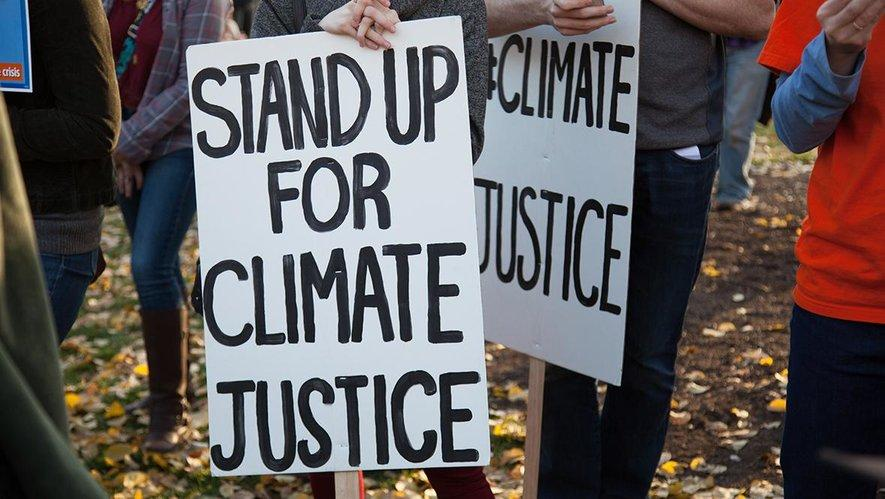 STAND UP
FOR
CLIMATE
JUSTICE
#CLIMATE
JUSTICE
crisis